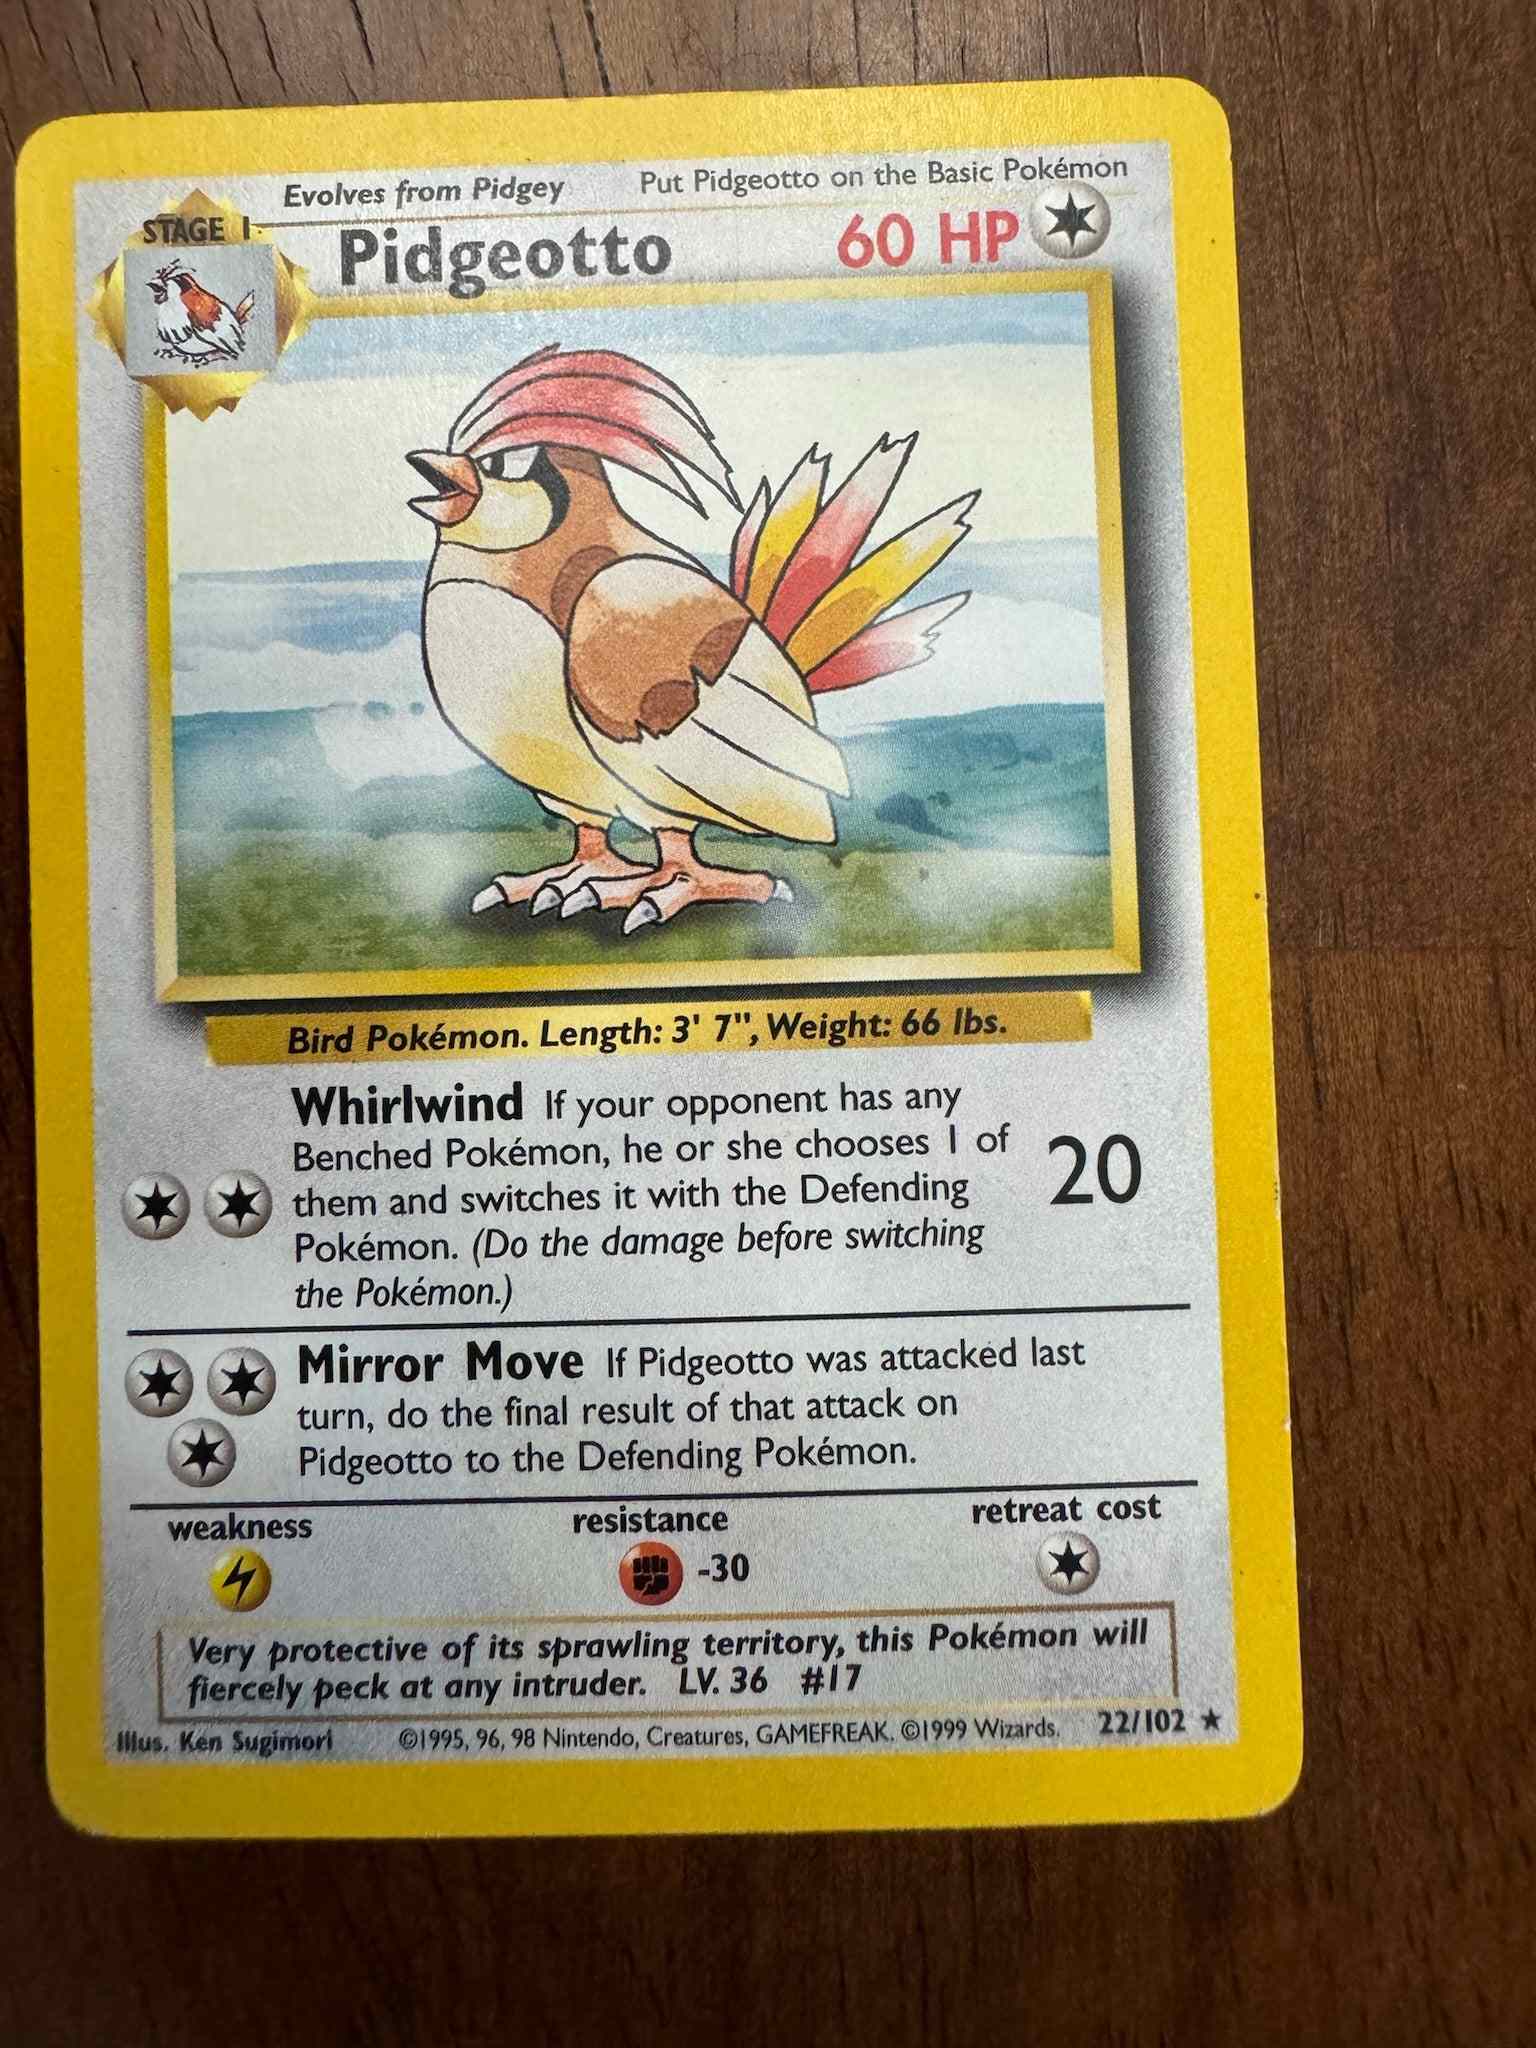 Evolves from Pidgey Put Pidgeotto on the Basic Pokémon
STAGE 1
Pidgeotto 60 HP
Bird Pokémon. Length: 3' 7", Weight: 66 lbs.
Whirlwind If your opponent has any
Benched Pokémon, he or she chooses 1 of
them and switches it with the Defending
Pokémon. (Do the damage before switching
the Pokémon.)
20
Mirror Move If Pidgeotto was attacked last
turn, do the final result of that attack on
Pidgeotto to the Defending Pokémon.
weakness resistance retreat cost
-30
Very protective of its sprawling territory, this Pokémon will
fiercely peck at any intruder. LV. 36 #17
Illus. Ken Sugimori ©1995, 96, 98 Nintendo, Creatures, GAMEFREAK. ©1999 Wizards. 22/102 ★